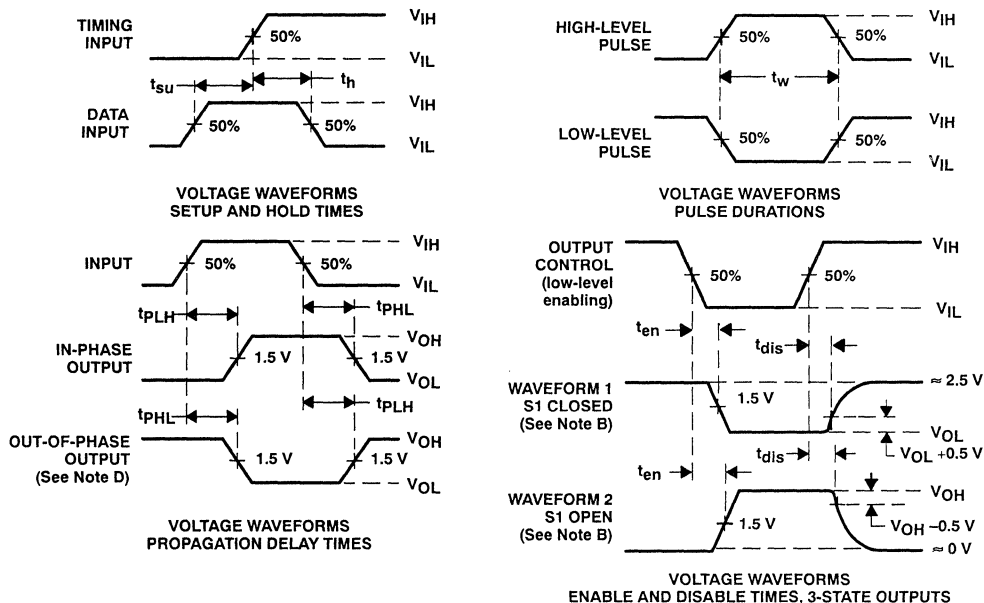 TIMING
INPUT
50%
VIH
VIL
tsu
th
DATA
INPUT
50%
50%
VIH
VIL
VOLTAGE WAVEFORMS
SETUP AND HOLD TIMES
HIGH-LEVEL
PULSE
50%
50%
VIH
VIL
tw
LOW-LEVEL
PULSE
50%
50%
VIH
VIL
VOLTAGE WAVEFORMS
PULSE DURATIONS
INPUT
50%
50%
VIH
VIL
tPLH
tPHL
IN-PHASE
OUTPUT
1.5 V
1.5 V
VOH
VOL
tPHL
tPLH
OUT-OF-PHASE
OUTPUT
(See Note D)
1.5 V
1.5 V
VOH
VOL
VOLTAGE WAVEFORMS
PROPAGATION DELAY TIMES
OUTPUT
CONTROL
(low-level
enabling)
50%
50%
VIH
VIL
ten
tdis
WAVEFORM 1
S1 CLOSED
(See Note B)
1.5 V
≈ 2.5 V
VOL
VOL +0.5 V
ten
tdis
WAVEFORM 2
S1 OPEN
(See Note B)
1.5 V
VOH
VOH –0.5 V
≈ 0 V
VOLTAGE WAVEFORMS
ENABLE AND DISABLE TIMES, 3-STATE OUTPUTS